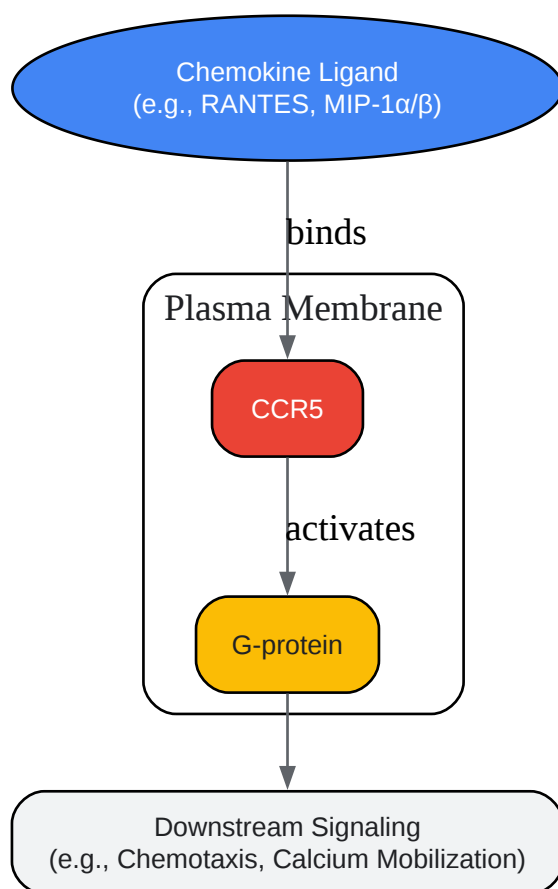 Chemokine Ligand
(e.g., RANTES, MIP-1α/β)
binds
Plasma Membrane
CCR5
activates
G-protein
Downstream Signaling
(e.g., Chemotaxis, Calcium Mobilization)